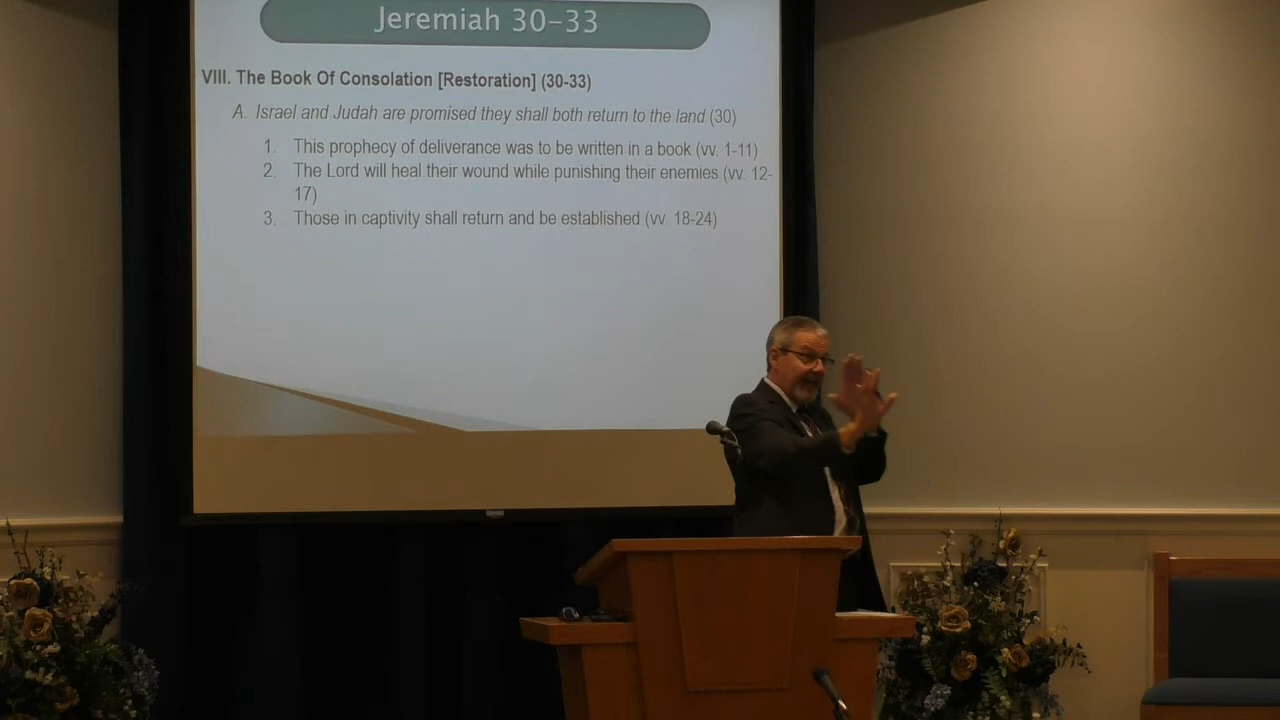 Jeremiah 30-33
VIII. The Book Of Consolation [Restoration] (30-33)
A. Israel and Judah are promised they shall both return to the land (30)
1. This prophecy of deliverance was to be written in a book (vv. 1-11)
2. The Lord will heal their wound while punishing their enemies (vv. 12-
17)
3. Those in captivity shall return and be established (vv. 18-24)